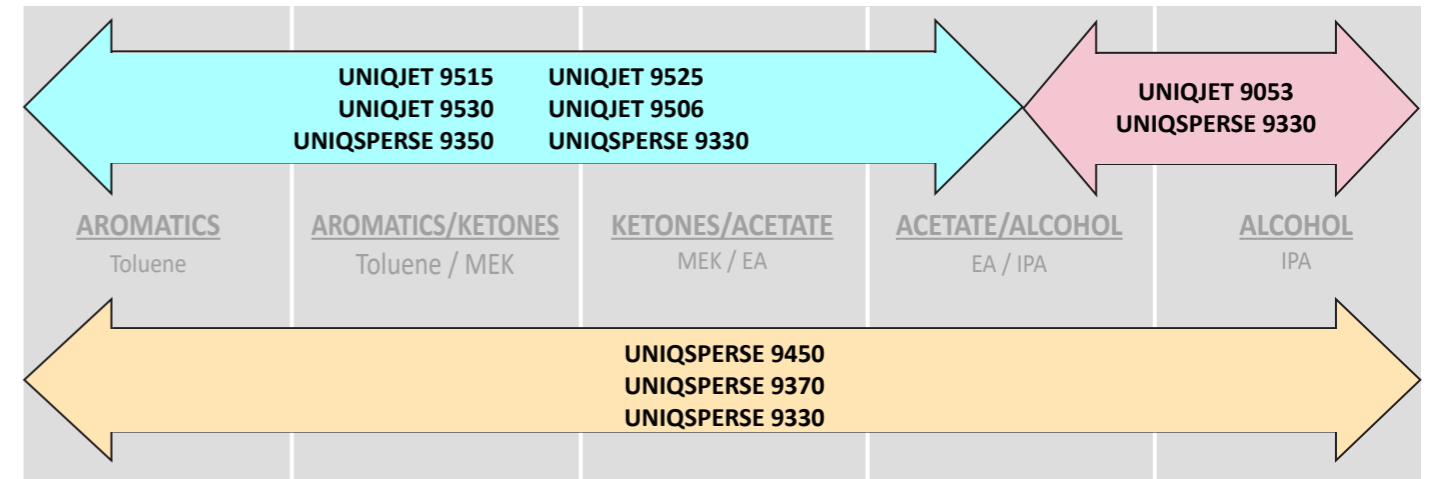 UNIQJET 9515 UNIQJET 9525
UNIQJET 9530 UNIQJET 9506
UNIQSPERSE 9350 UNIQSPERSE 9330
UNIQJET 9053
UNIQSPERSE 9330
AROMATICS
Toluene
AROMATICS/KETONES
Toluene / MEK
KETONES/ACETATE
MEK / EA
ACETATE/ALCOHOL
EA / IPA
ALCOHOL
IPA
UNIQSPERSE 9450
UNIQSPERSE 9370
UNIQSPERSE 9330